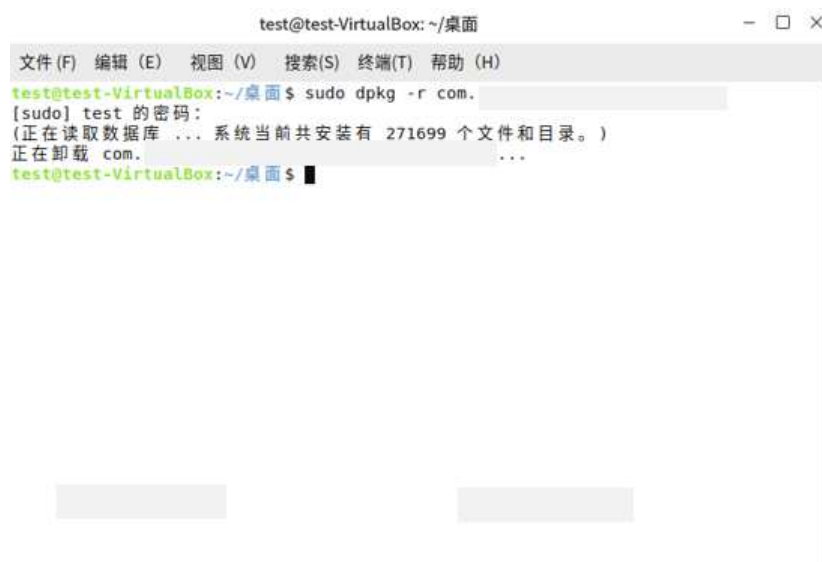 test@test-VirtualBox: ~/桌面
文件(F) 编辑（E） 视图（V） 搜索(S) 终端(T) 帮助（H）
test@test-VirtualBox:~/桌面$ sudo dpkg -r com.
[sudo] test 的密码：
(正在读取数据库 ... 系统当前共安装有 271699 个文件和目录。)
正在卸载 com. ...
test@test-VirtualBox:~/桌面$